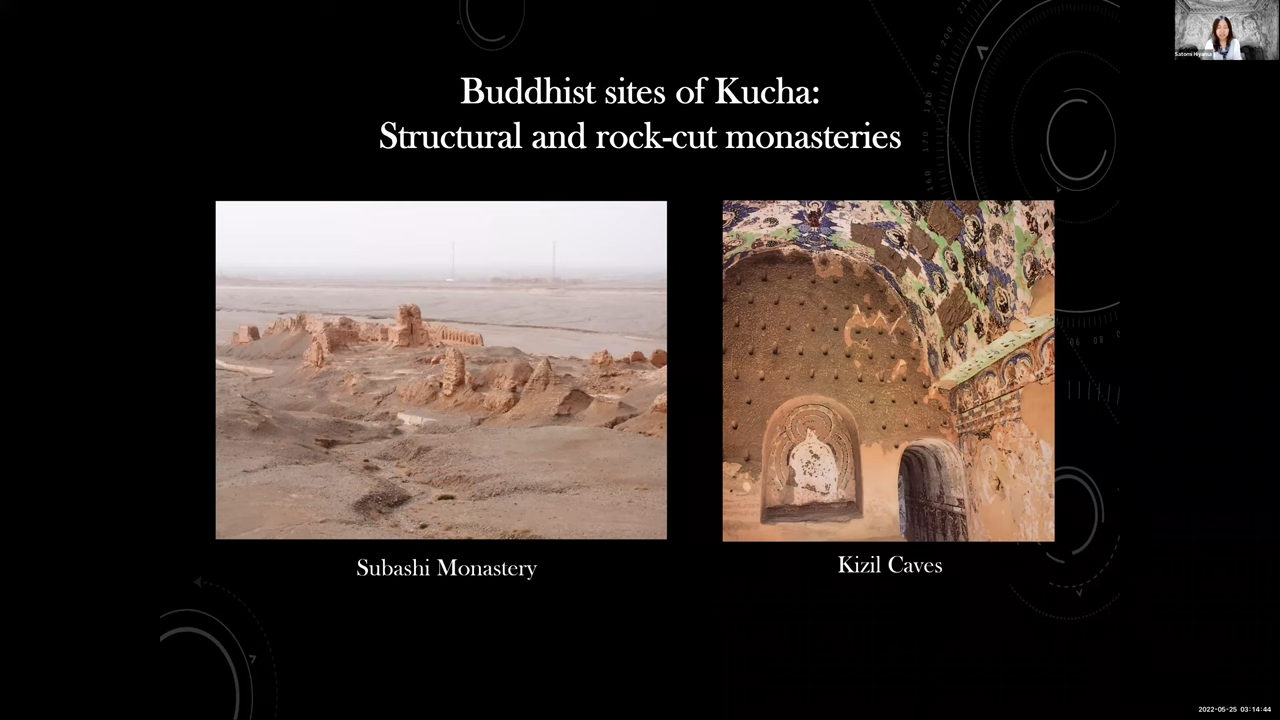 Buddhist sites of Kucha:
Structural and rock-cut monasteries
Subashi Monastery
Kizil Caves
2022-05-25 03:14:44